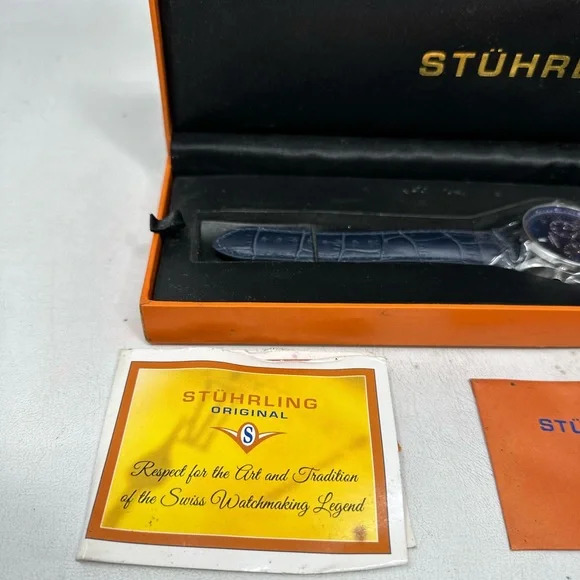 STÜHRL
STÜHRLING
ORIGINAL
S
Respect for the Art and Tradition
of the Swiss Watchmaking Legend
STÜ